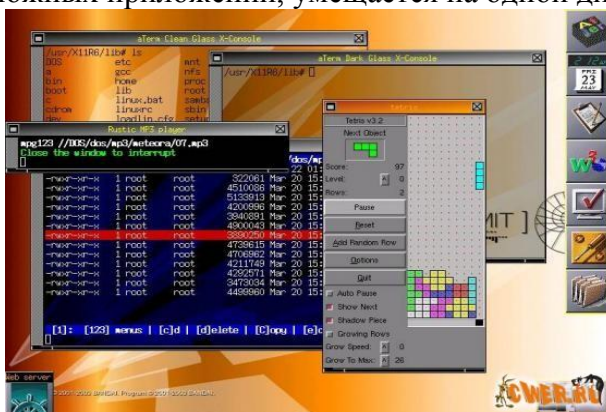 ложных приложений, умещается на одной ди
aTerm Clean Glass X-Console
/usr/X11R6/lib# ls
DOS etc mnt
a gcc nfs
bin home proc
boot lib root
c linux.bat samba
cdrom linuxrc sbin
dev loadlin.cfg setup
aTerm Dark Glass X-Console
/usr/X11R6/lib#
Rustic MP3 player
mpg123 //DOS/dos/mp3/meteora/07.mp3
Close the window to interrupt
/dos/mp
-rwxr-xr-x 1 root root 322061 Mar 20 15:
-rwxr-xr-x 1 root root 4510086 Mar 20 15:
-rwxr-xr-x 1 root root 5133913 Mar 20 15:
-rwxr-xr-x 1 root root 4200896 Mar 20 15:
-rwxr-xr-x 1 root root 3940891 Mar 20 15:
-rwxr-xr-x 1 root root 4900043 Mar 20 15:
-rwxr-xr-x 1 root root 3890250 Mar 20 15:
-rwxr-xr-x 1 root root 4739615 Mar 20 15:
-rwxr-xr-x 1 root root 4706962 Mar 20 15:
-rwxr-xr-x 1 root root 4211749 Mar 20 15:
-rwxr-xr-x 1 root root 4292571 Mar 20 15:
-rwxr-xr-x 1 root root 3473034 Mar 20 15:
-rwxr-xr-x 1 root root 4499960 Mar 20 15:
[1]: [123] menus | [c]d | [d]elete | [C]opy | [e]
tetris
Tetris v3.2
Next Object
Score: 97
Level: 0
Rows: 2
Pause
Reset
Add Random Row
Options
Quit
Auto Pause
Show Next
Shadow Piece
Growing Rows
Grow Speed: 0
Grow To Max: 26
MIT ]
FRI
23
MAY
Web server
CWER.RU